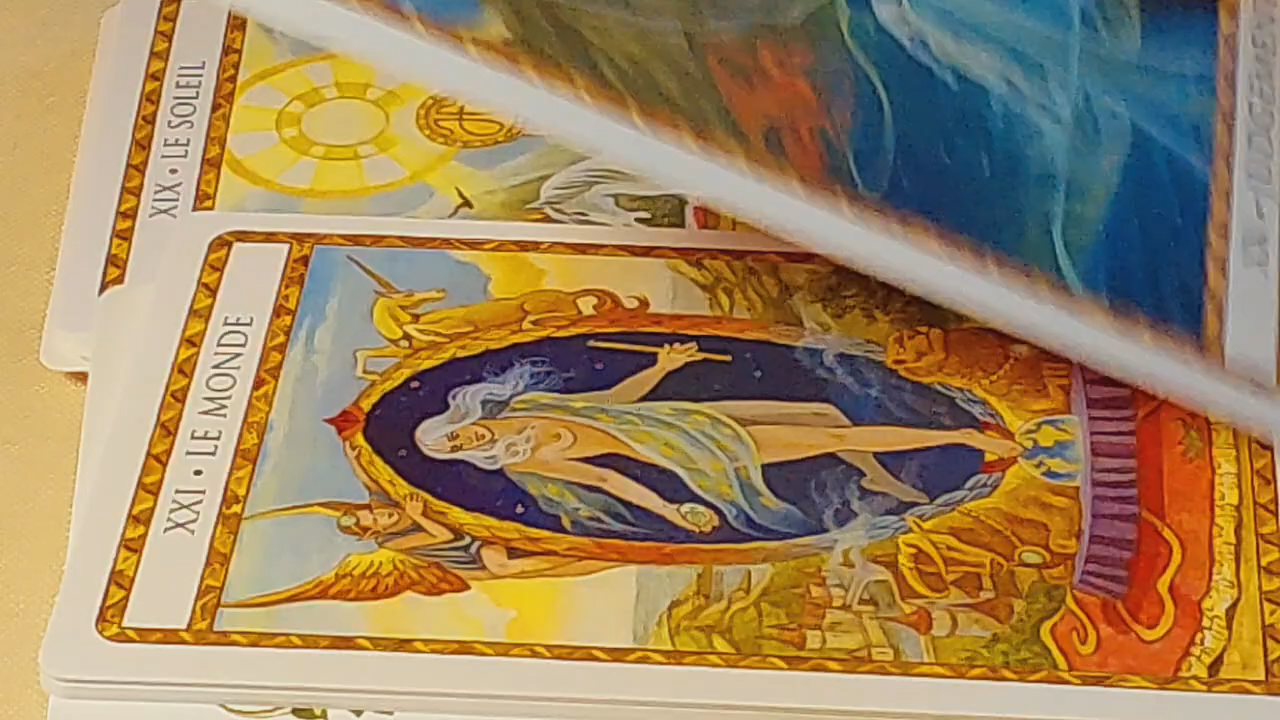 XIX • LE SOLEIL
XXI • LE MONDE